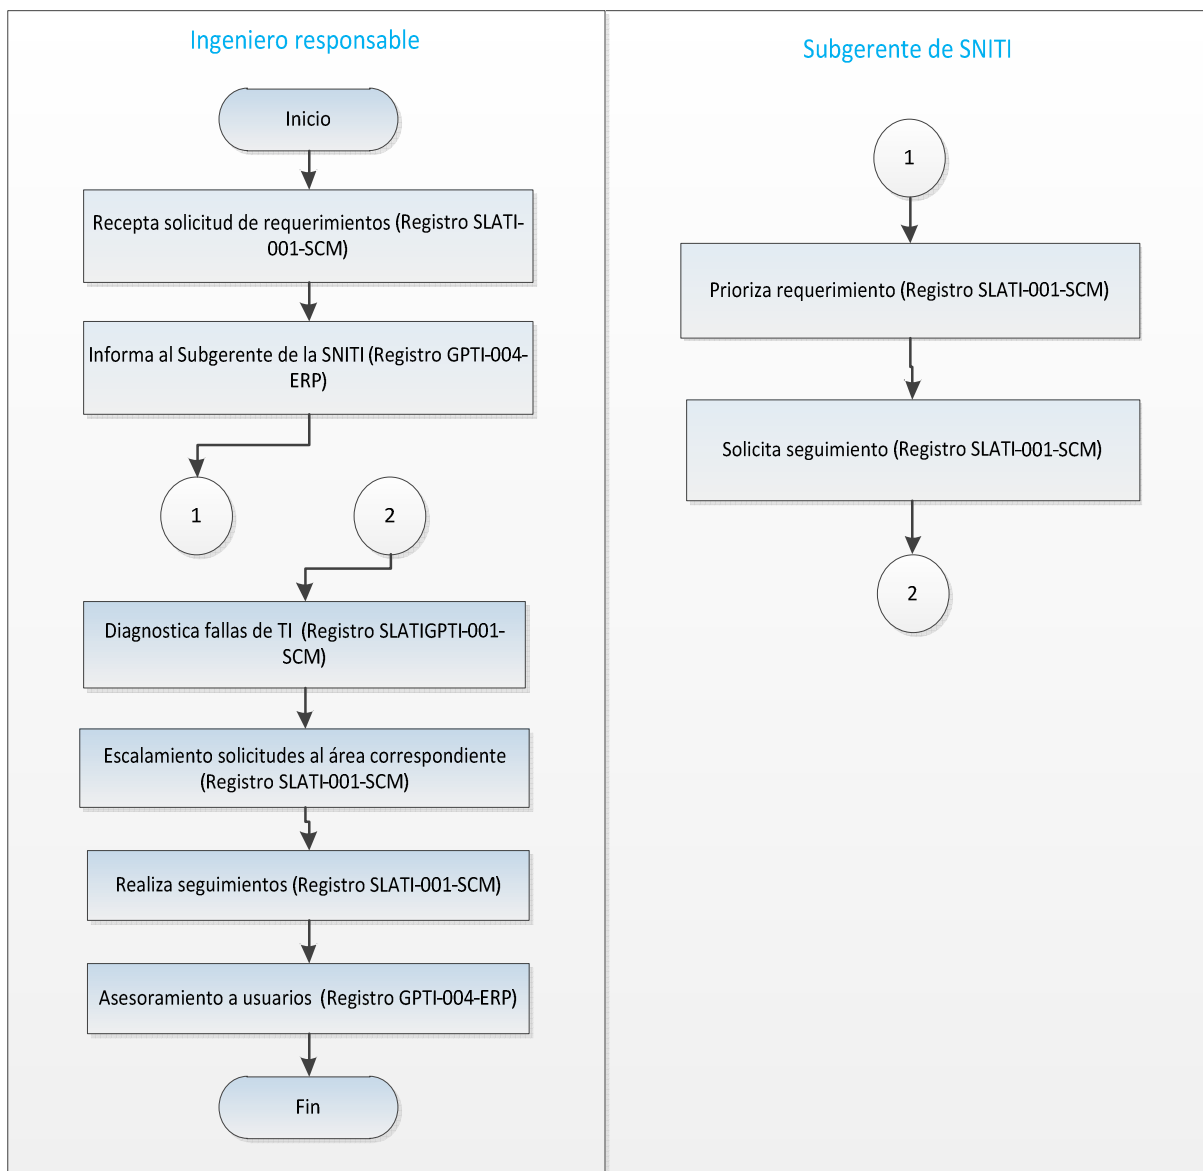 Ingeniero responsable
Inicio
Recepta solicitud de requerimientos (Registro SLATI-
001-SCM)
Informa al Subgerente de la SNITI (Registro GPTI-004-
ERP)
1
2
Diagnostica fallas de TI (Registro SLATIGPTI-001-
SCM)
Escalamiento solicitudes al área correspondiente
(Registro SLATI-001-SCM)
Realiza seguimientos (Registro SLATI-001-SCM)
Asesoramiento a usuarios (Registro GPTI-004-ERP)
Fin
Subgerente de SNITI
1
Prioriza requerimiento (Registro SLATI-001-SCM)
Solicita seguimiento (Registro SLATI-001-SCM)
2